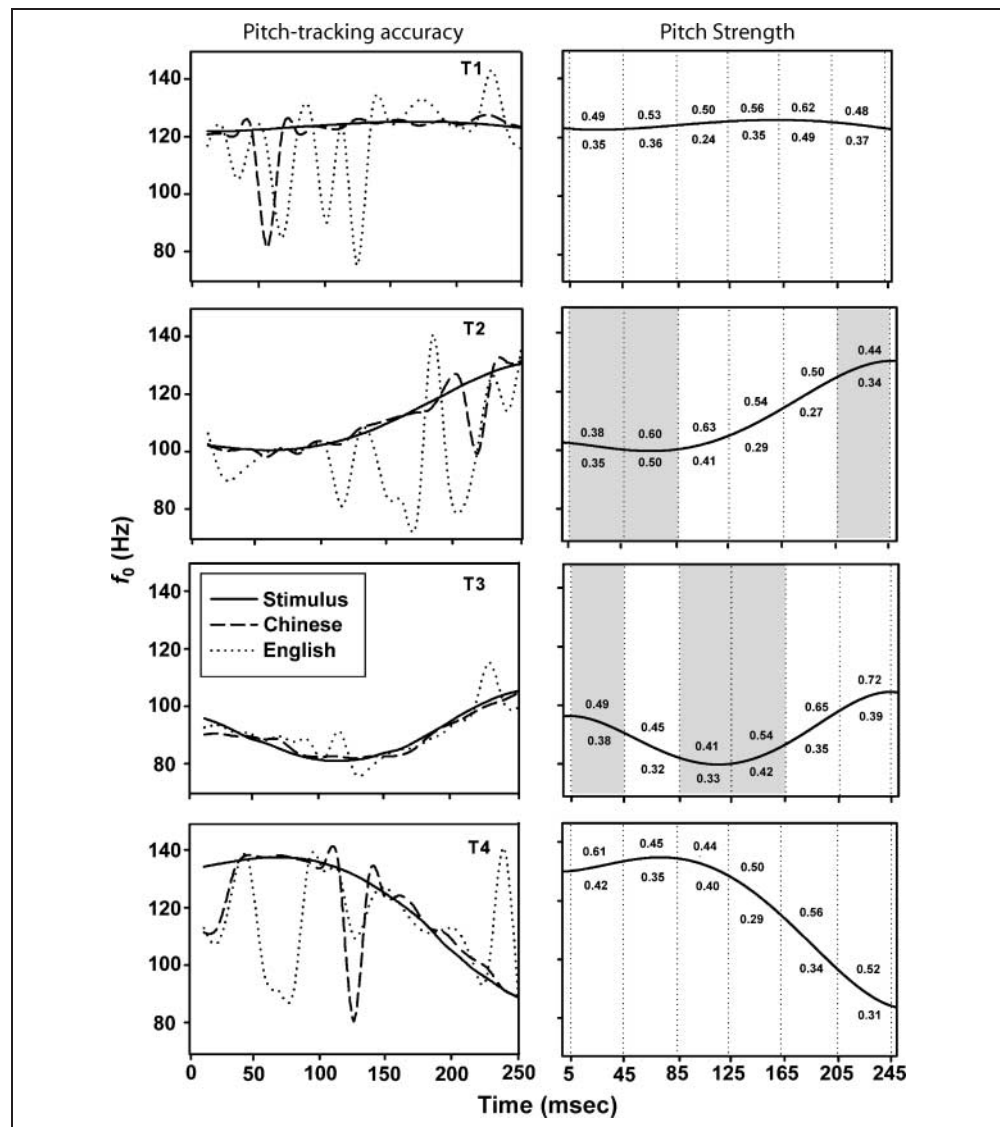 Pitch-tracking accuracy
Pitch Strength
T1
140
120
100
80
0.49 0.53 0.50 0.56 0.62 0.48
0.35 0.36 0.24 0.35 0.49 0.37
T2
140
120
100
80
0.38 0.60 0.63 0.54 0.50 0.44
0.35 0.50 0.41 0.29 0.27 0.34
f0 (Hz)
T3
140
120
100
80
Stimulus
Chinese
English
0.49 0.45 0.41 0.54 0.65 0.72
0.38 0.32 0.33 0.42 0.35 0.39
T4
140
120
100
80
0.61 0.45 0.44 0.50 0.56 0.52
0.42 0.35 0.40 0.29 0.34 0.31
0 50 100 150 200 250
5 45 85 125 165 205 245
Time (msec)